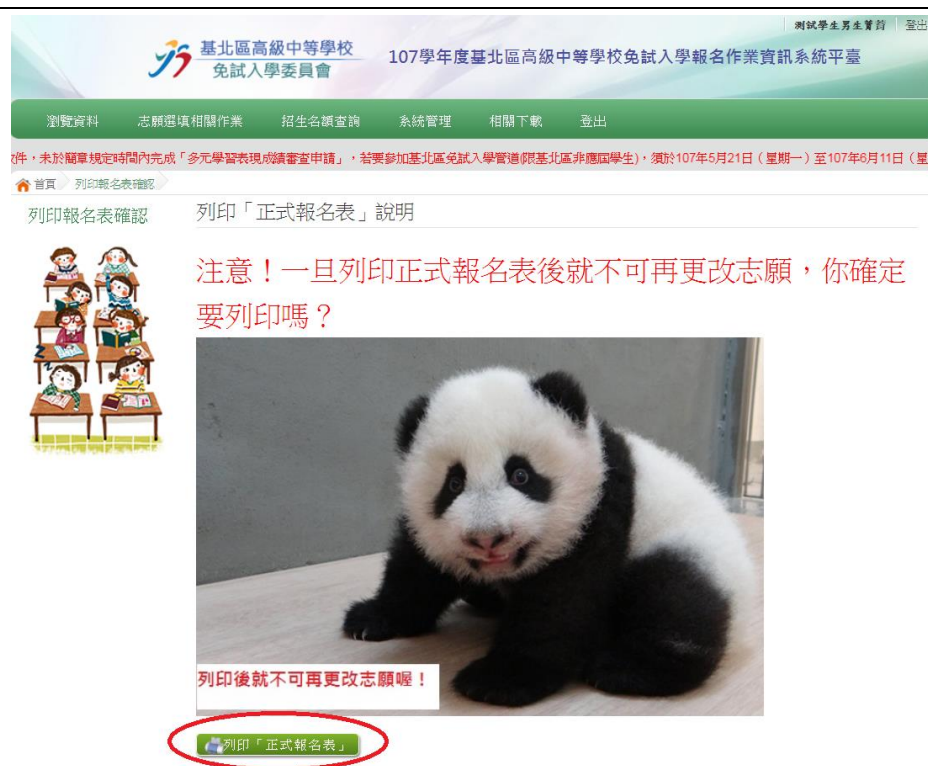 測試學生男生菁菁 登出
基北區高級中等學校
免試入學委員會
107學年度基北區高級中等學校免試入學報名作業資訊系統平臺
瀏覽資料 志願選填相關作業 招生名額查詢 系統管理 相關下載 登出
件，未於簡章規定時間內完成「多元學習表現成績審查申請」，若要參加基北區免試入學管道(限基北區非應屆學生)，須於107年5月21日（星期一）至107年6月11日（星
首頁 列印報名表確認
列印報名表確認
列印「正式報名表」說明
注意！一旦列印正式報名表後就不可再更改志願，你確定
要列印嗎？
列印後就不可再更改志願喔！
列印「正式報名表」